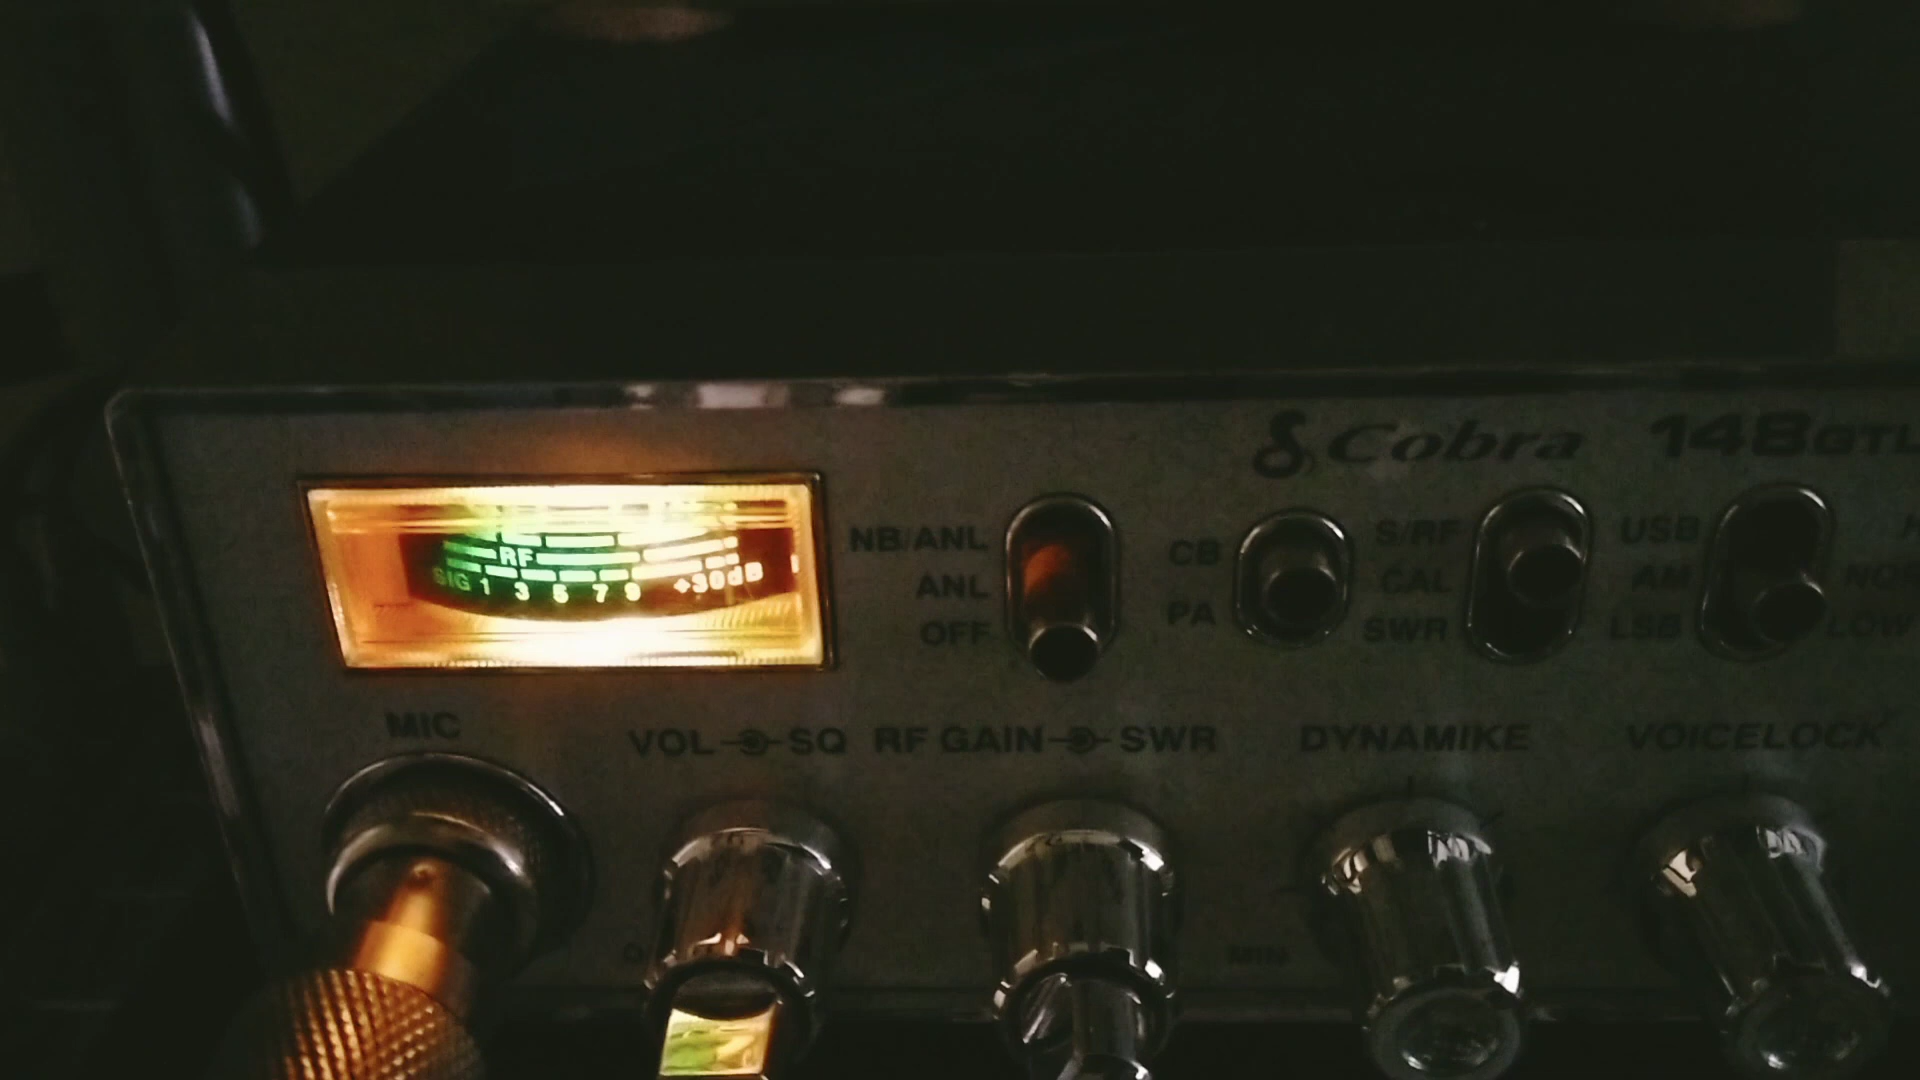 Cobra 148GTL
RF
SIG 1 3 5 7 9 +30dB
NB/ANL
ANL
OFF
CB
PA
S/RF
CAL
SWR
USB
AM
LSB
LOW
MIC
VOL SQ
RF GAIN SWR
DYNAMIKE
VOICELOCK
MIN